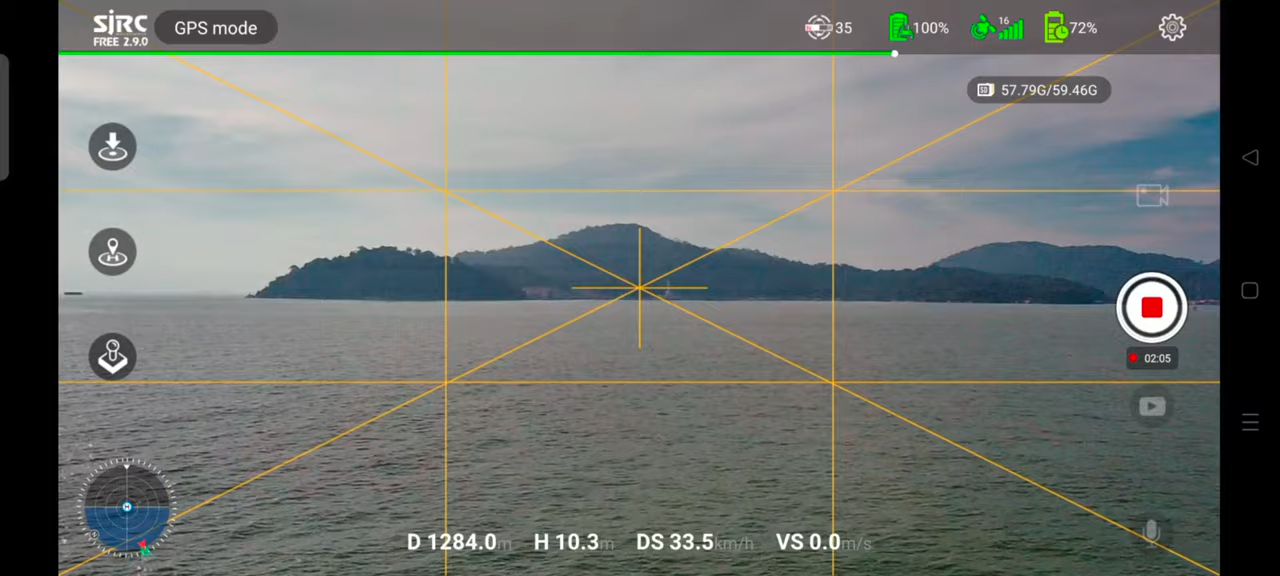 SJRC
FREE 2.9.0
GPS mode
35
100%
16
72%
57.79G/59.46G
02:05
H
D 1284.0m H 10.3m DS 33.5km/h VS 0.0m/s